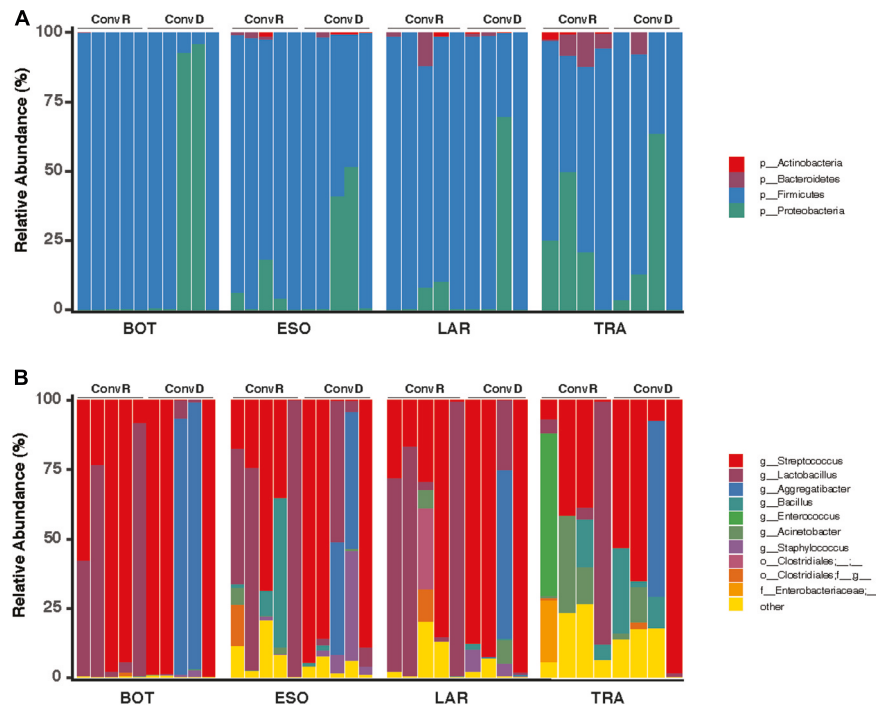 A
ConvR ConvD ConvR ConvD ConvR ConvD ConvR ConvD
Relative Abundance (%)
100
75
50
25
0
BOT ESO LAR TRA
p__Actinobacteria
p__Bacteroidetes
p__Firmicutes
p__Proteobacteria
B
ConvR ConvD ConvR ConvD ConvR ConvD ConvR ConvD
Relative Abundance (%)
100
75
50
25
0
BOT ESO LAR TRA
g__Streptococcus
g__Lactobacillus
g__Aggregatibacter
g__Bacillus
g__Enterococcus
g__Acinetobacter
g__Staphylococcus
o__Clostridiales;__;__
o__Clostridiales;f__g__
f__Enterobacteriaceae;__
other